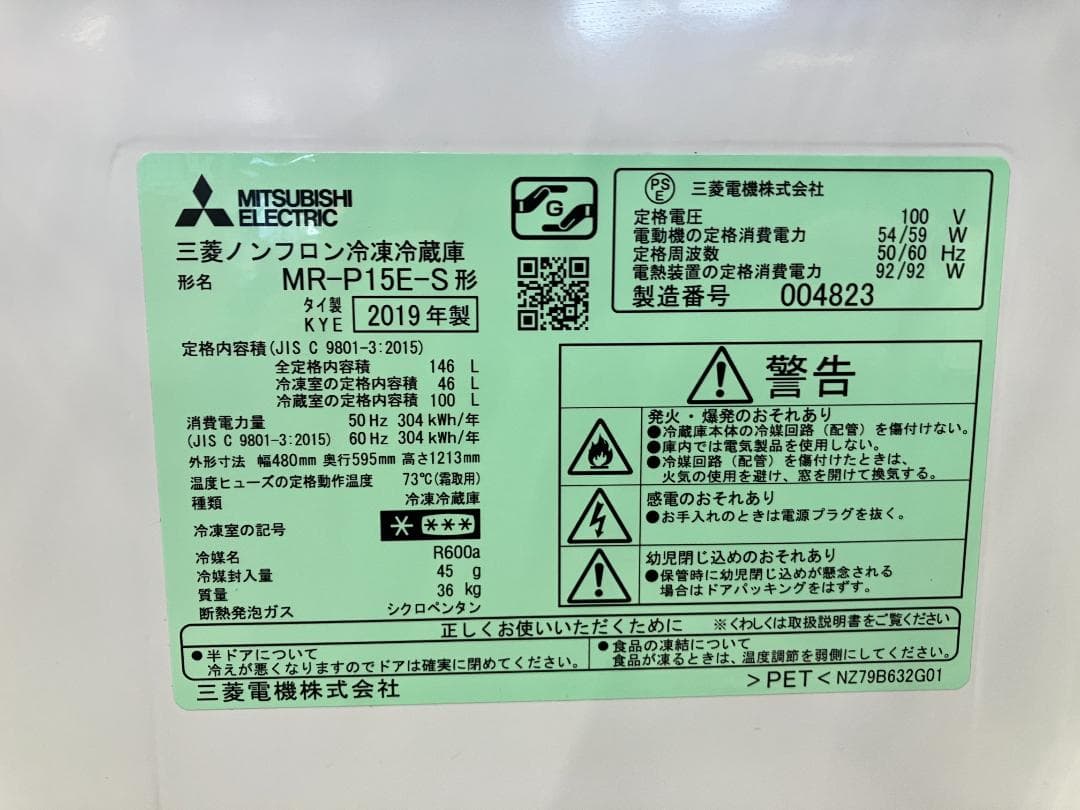 MITSUBISHI
ELECTRIC
三菱ノンフロン冷凍冷蔵庫
形名 MR-P15E-S形
タイ製
KYE 2019年製
定格内容積(JIS C 9801-3:2015)
全定格内容積 146 L
冷凍室の定格内容積 46 L
冷蔵室の定格内容積 100 L
消費電力量 50Hz 304kWh/年
(JIS C 9801-3:2015) 60Hz 304kWh/年
外形寸法 幅480mm 奥行595mm 高さ1213mm
温度ヒューズの定格動作温度 73℃(霜取用)
種類 冷凍冷蔵庫
冷凍室の記号 * ***
冷媒名 R600a
冷媒封入量 45 g
質量 36 kg
断熱発泡ガス シクロペンタン
G
PS
E
三菱電機株式会社
定格電圧 100 V
電動機の定格消費電力 54/59 W
定格周波数 50/60 Hz
電熱装置の定格消費電力 92/92 W
製造番号 004823
警告
発火・爆発のおそれあり
●冷蔵庫本体の冷媒回路(配管)を傷付けない。
●庫内では電気製品を使用しない。
●冷媒回路(配管)を傷付けたときは、
火気の使用を避け、窓を開けて換気する。
感電のおそれあり
●お手入れのときは電源プラグを抜く。
幼児閉じ込めのおそれあり
●保管時に幼児閉じ込めが懸念される
場合はドアパッキングをはずす。
正しくお使いいただくために ※くわしくは取扱説明書をご覧ください
●半ドアについて
冷えが悪くなりますのでドアは確実に閉めてください。
●食品の凍結について
食品が凍るときは、温度調節を弱側にしてください。
三菱電機株式会社
>PET< NZ79B632G01